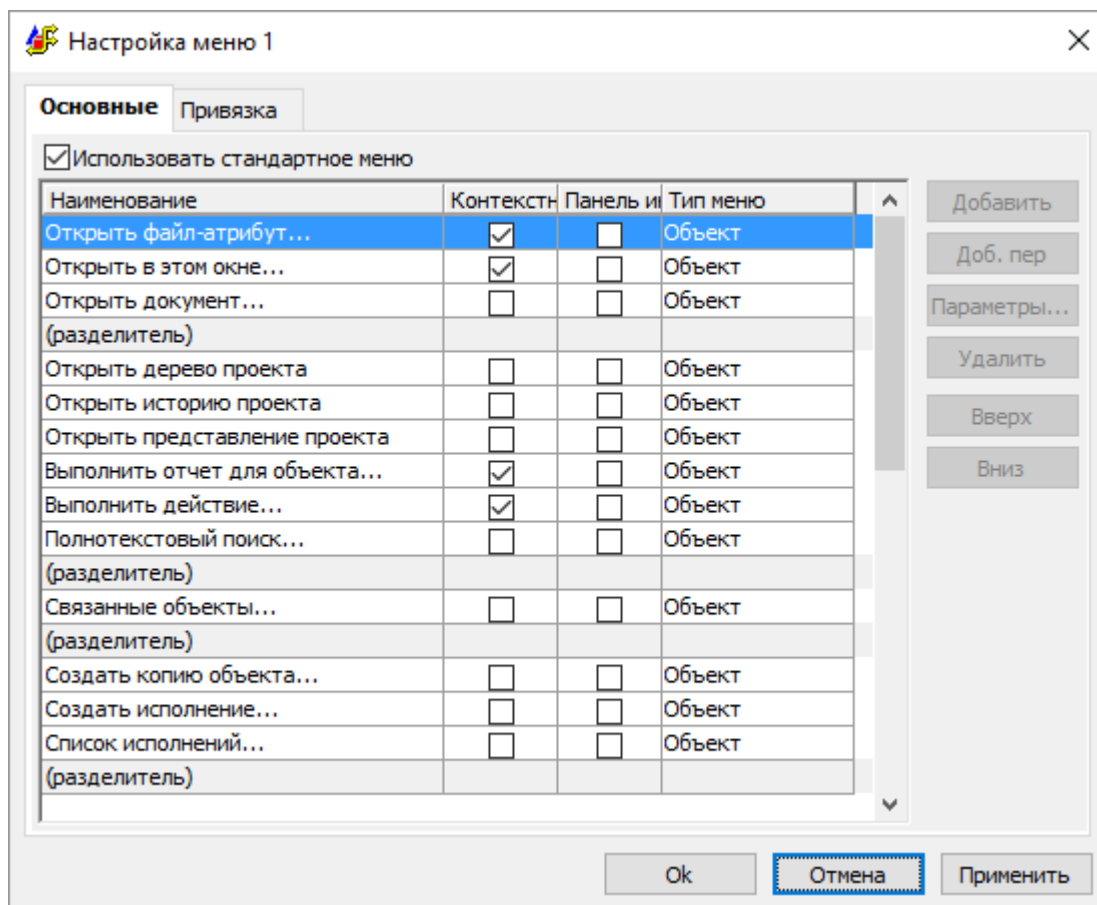 Настройка меню 1
Основные Привязка
Использовать стандартное меню
Наименование Контекстн Панель и Тип меню
Открыть файл-атрибут... Объект
Открыть в этом окне... Объект
Открыть документ... Объект
(разделитель)
Открыть дерево проекта Объект
Открыть историю проекта Объект
Открыть представление проекта Объект
Выполнить отчет для объекта... Объект
Выполнить действие... Объект
Полнотекстовый поиск... Объект
(разделитель)
Связанные объекты... Объект
(разделитель)
Создать копию объекта... Объект
Создать исполнение... Объект
Список исполнений... Объект
(разделитель)
Добавить
Доб. пер
Параметры...
Удалить
Вверх
Вниз
Ok Отмена Применить